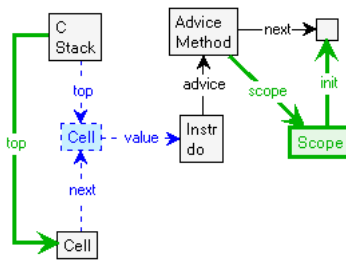 C
Stack
Advice
Method
next
top
advice
scope
init
top
Cell
value
Instr
do
Scope
next
Cell